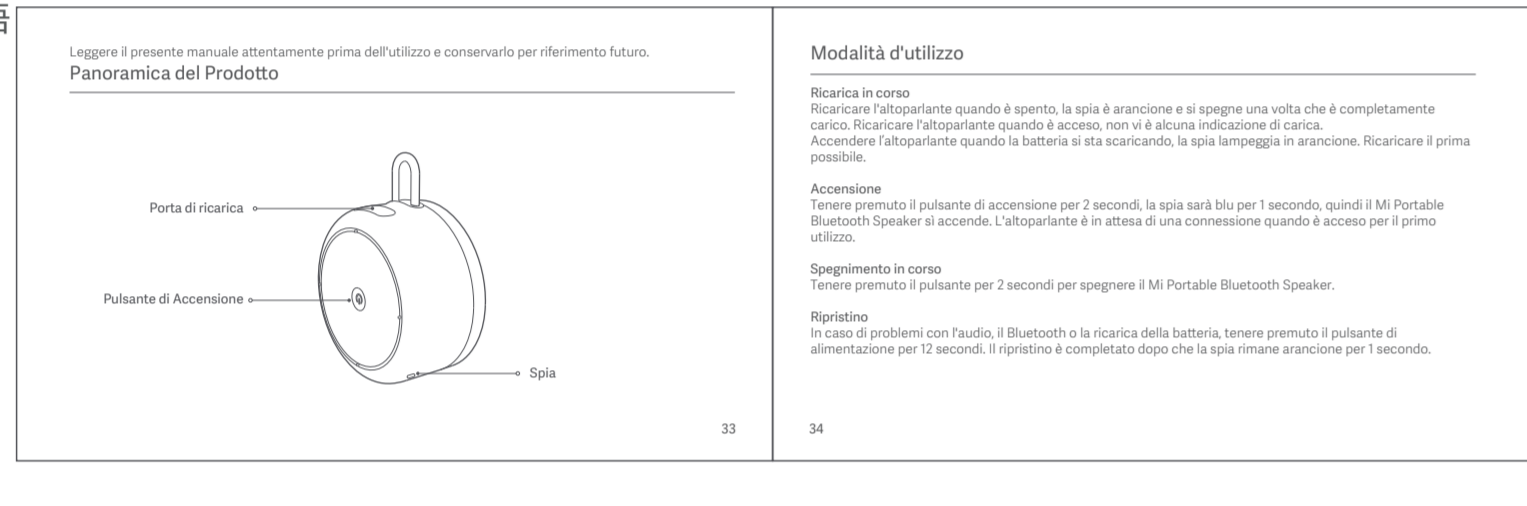 Leggere il presente manuale attentamente prima dell'utilizzo e conservarlo per riferimento futuro.
Panoramica del Prodotto
Porta di ricarica
Pulsante di Accensione
Spia
33
Modalità d'utilizzo
Ricarica in corso
Ricaricare l'altoparlante quando è spento, la spia è arancione e si spegne una volta che è completamente
carico. Ricaricare l'altoparlante quando è acceso, non vi è alcuna indicazione di carica.
Accendere l'altoparlante quando la batteria si sta scaricando, la spia lampeggia in arancione. Ricaricare il prima
possibile.
Accensione
Tenere premuto il pulsante di accensione per 2 secondi, la spia sarà blu per 1 secondo, quindi il Mi Portable
Bluetooth Speaker sì accende. L'altoparlante è in attesa di una connessione quando è acceso per il primo
utilizzo.
Spegnimento in corso
Tenere premuto il pulsante per 2 secondi per spegnere il Mi Portable Bluetooth Speaker.
Ripristino
In caso di problemi con l'audio, il Bluetooth o la ricarica della batteria, tenere premuto il pulsante di
alimentazione per 12 secondi. Il ripristino è completato dopo che la spia rimane arancione per 1 secondo.
34